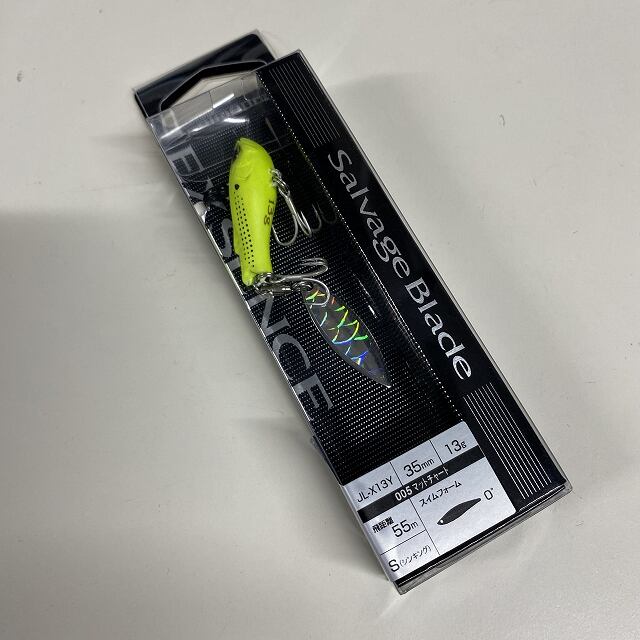 Salvage Blade
EXSENCE
13g
JL-X13Y 35mm 13g
005 マットチャート
飛距離 スイムフォーム
55m 0°
S(シンキング)